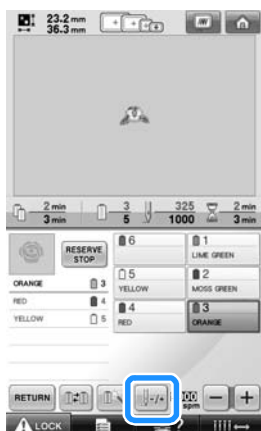 23.2 mm
36.3 mm
2 min
3 min
3
5
325
1000
2 min
3 min
RESERVE STOP
6
1
LIME GREEN
ORANGE 3
5
YELLOW
2
MOSS GREEN
RED 4
YELLOW 5
4
RED
3
ORANGE
RETURN
-/+
spm
- +
LOCK
?